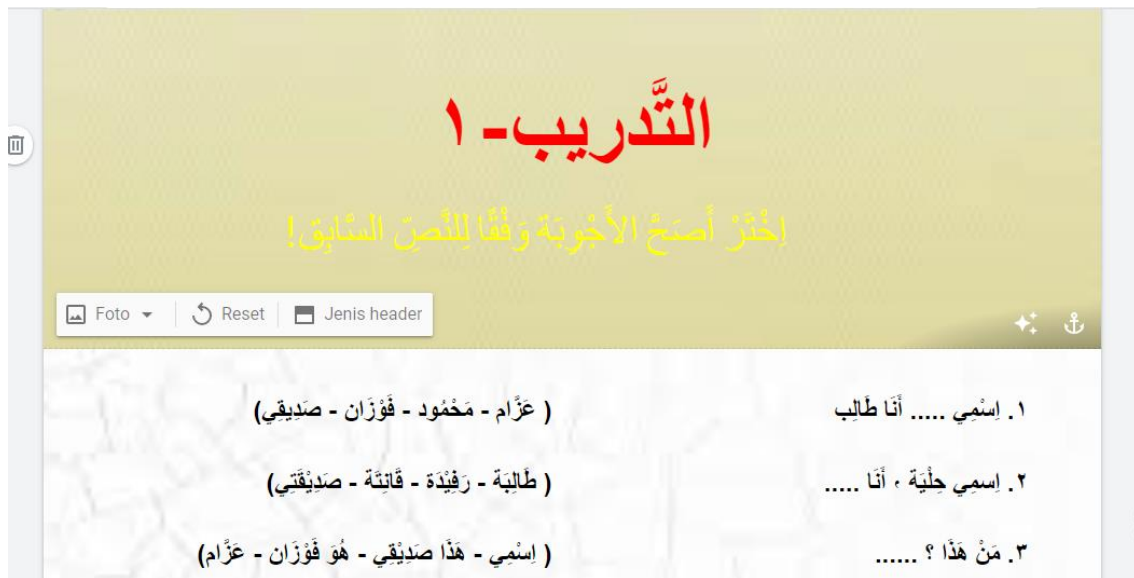 التَّدريب- ١
اِخْتَرْ أَصَحْ الأَجْوِبَة وَفْقًا لِلنَّصِّ السَّابِق!
Foto Reset Jenis header
١. اِسْمِي ..... أَنَا طَالِب ( عَزَّام - مَحْمُود - فَوْزَان - صَدِيقِي)
٢. اِسمِي حِلْيَة ، أَنَا ..... ( طَالِبَة - رَفِيْدَة - قَانِتَة - صَدِيْقَتِي)
٣. مَنْ هَذَا ؟ ...... ( اِسْمِي - هَذَا صَدِيْقِي - هُوَ فَوْزَان - عَزَّام)